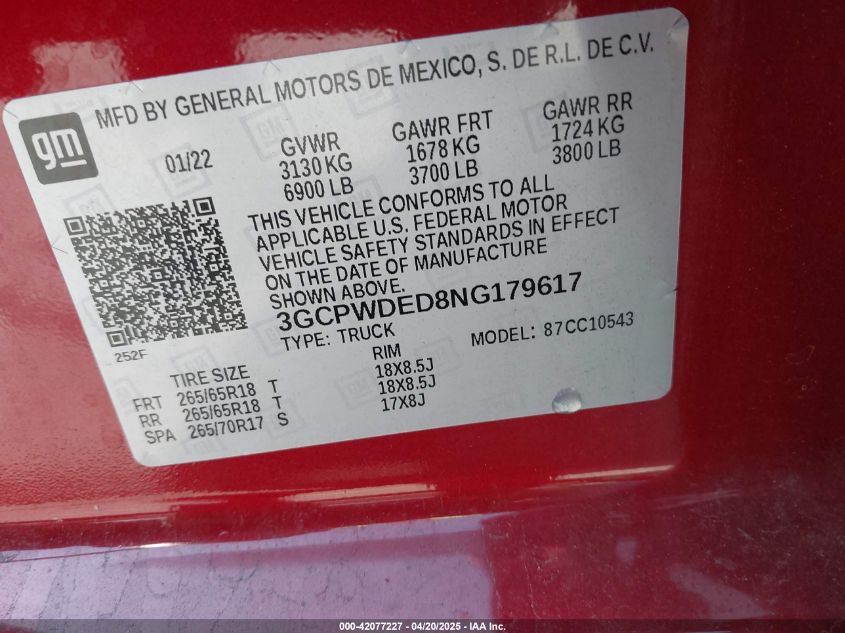 MFD BY GENERAL MOTORS DE MEXICO, S. DE R.L. DE C.V.
gm
01/22
GVWR
3130 KG
6900 LB
GAWR FRT
1678 KG
3700 LB
GAWR RR
1724 KG
3800 LB
THIS VEHICLE CONFORMS TO ALL
APPLICABLE U.S. FEDERAL MOTOR
VEHICLE SAFETY STANDARDS IN EFFECT
ON THE DATE OF MANUFACTURE
SHOWN ABOVE.
3GCPWDED8NG179617
TYPE: TRUCK
MODEL: 87CC10543
252F
TIRE SIZE RIM
FRT 265/65R18 T 18X8.5J
RR 265/65R18 T 18X8.5J
SPA 265/70R17 S 17X8J
000-42077227 - 04/20/2025 - IAA Inc.